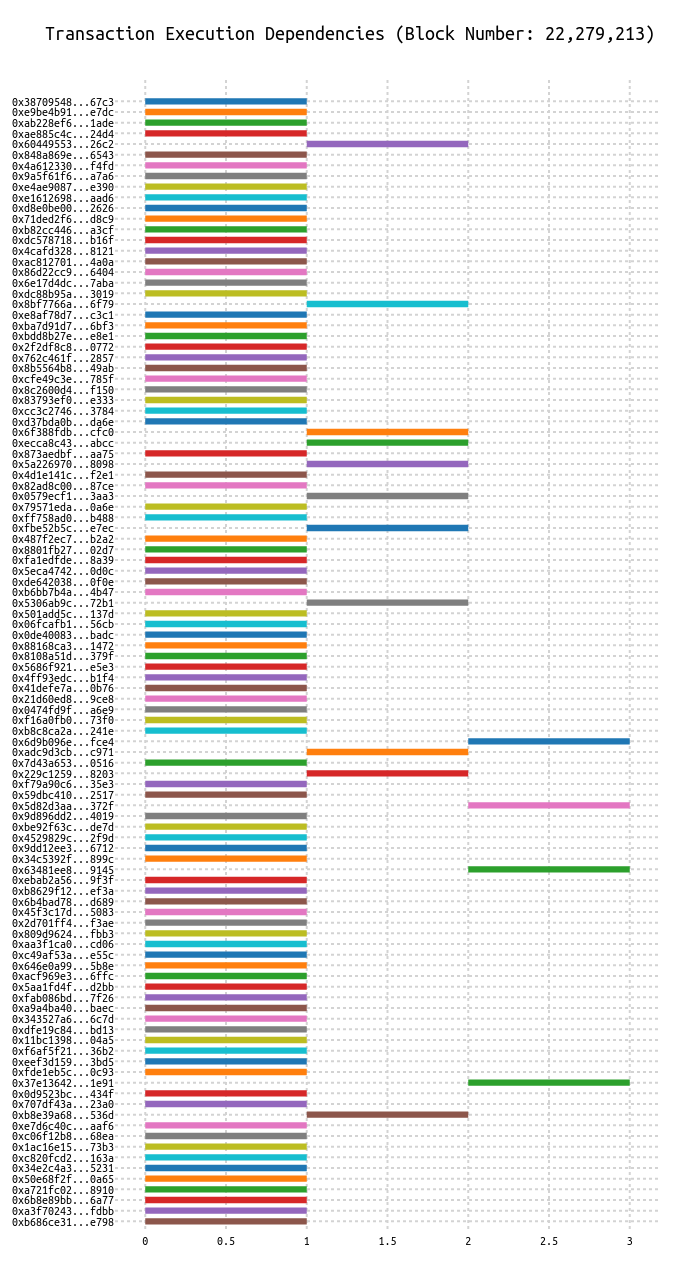 Transaction Execution Dependencies (Block Number: 22,279,213)
0x38709548...67c3
0xe9be4b91...e7dc
0xab228ef6...1ade
0xae885c4c...24d4
0x60449553...26c2
0x848a869e...6543
0x4a612330...f4fd
0x9a5f61f6...a7a6
0xe4ae9087...e390
0xe1612698...aad6
0xd8e0be00...2626
0x71ded2f6...d8c9
0xb82cc446...a3cf
0xdc578718...b16f
0x4cafd328...8121
0xac812701...4a0a
0x86d22cc9...6404
0x6e17d4dc...7aba
0xdc88b95a...3019
0x8bf7766a...6f79
0xe8af78d7...c3c1
0xba7d91d7...6bf3
0xbdd8b27e...e8e1
0x2f2df8c8...0772
0x762c461f...2857
0x8b5564b8...49ab
0xcfe49c3e...785f
0x8c2600d4...f150
0x83793ef0...e333
0xcc3c2746...3784
0xd37bda0b...da6e
0x6f388fdb...cfc0
0xecca8c43...abcc
0x873aedbf...aa75
0x5a226970...8098
0x4d1e141c...f2e1
0x82ad8c00...87ce
0x0579ecf1...3aa3
0x79571eda...0a6e
0xff758ad0...b488
0xfbe52b5c...e7ec
0x487f2ec7...b2a2
0x8801fb27...02d7
0xfa1edfde...8a39
0x5eca4742...0d0c
0xde642038...0f0e
0xb6bb7b4a...4b47
0x5306ab9c...72b1
0x501add5c...137d
0x06fcafb1...56cb
0x0de40083...badc
0x88168ca3...1472
0x8108a51d...379f
0x5686f921...e5e3
0x4ff93edc...b1f4
0x41defe7a...0b76
0x21d60ed8...9ce8
0x0474fd9f...a6e9
0xf16a0fb0...73f0
0xb8c8ca2a...241e
0x6d9b096e...fce4
0xadc9d3cb...c971
0x7d43a653...0516
0x229c1259...8203
0xf79a90c6...35e3
0x59dbc410...2517
0x5d82d3aa...372f
0x9d896dd2...4019
0xbe92f63c...de7d
0x4529829c...2f9d
0x9dd12ee3...6712
0x34c5392f...899c
0x63481ee8...9145
0xebab2a56...9f3f
0xb8629f12...ef3a
0x6b4bad78...d689
0x45f3c17d...5083
0x2d701ff4...f3ae
0x809d9624...fbb3
0xaa3f1ca0...cd06
0xc49af53a...e55c
0x646e0a99...5b8e
0xacf969e3...6ffc
0x5aa1fd4f...d2bb
0xfab086bd...7f26
0xa9a4ba40...baec
0x343527a6...6c7d
0xdfe19c84...bd13
0x11bc1398...04a5
0xf6af5f21...36b2
0xeef3d159...3bd5
0xfde1eb5c...0c93
0x37e13642...1e91
0x0d9523bc...434f
0x707df43a...23a0
0xb8e39a68...536d
0xe7d6c40c...aaf6
0xc06f12b8...68ea
0x1ac16e15...73b3
0xc820fcd2...163a
0x34e2c4a3...5231
0x50e68f2f...0a65
0xa721fc02...8910
0x6b8e89bb...6a77
0xa3f70243...fdbb
0xb686ce31...e798
0 0.5 1 1.5 2 2.5 3